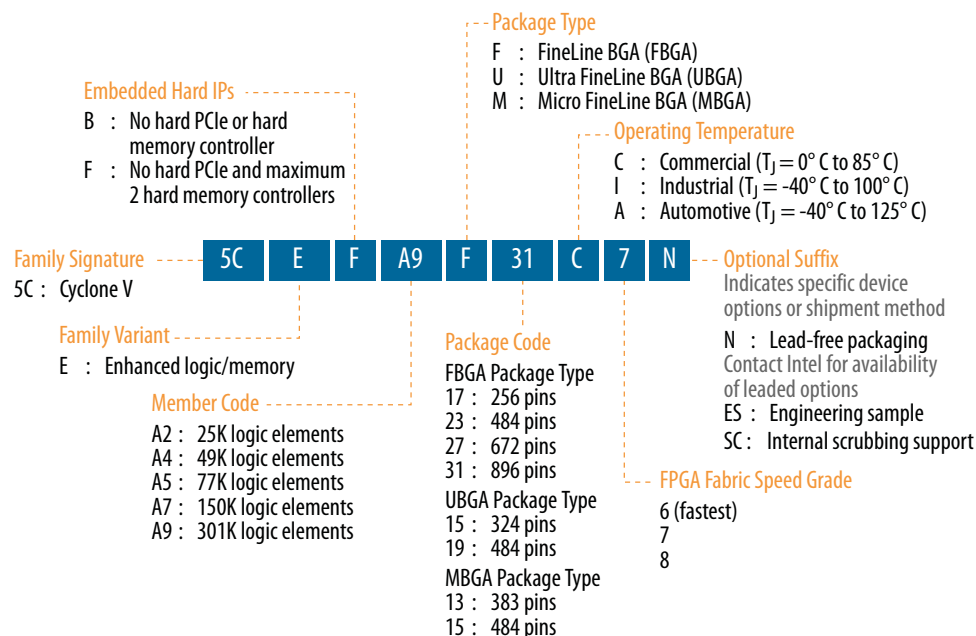 Package Type
F : FineLine BGA (FBGA)
U : Ultra FineLine BGA (UBGA)
M : Micro FineLine BGA (MBGA)
Embedded Hard IPs
B : No hard PCIe or hard
memory controller
F : No hard PCIe and maximum
2 hard memory controllers
Operating Temperature
C : Commercial (TJ = 0° C to 85° C)
I : Industrial (TJ = -40° C to 100° C)
A : Automotive (TJ = -40° C to 125° C)
Family Signature
5C : Cyclone V
5C E F A9 F 31 C 7 N
Optional Suffix
Indicates specific device
options or shipment method
N : Lead-free packaging
Contact Intel for availability
of leaded options
ES : Engineering sample
SC : Internal scrubbing support
Family Variant
E : Enhanced logic/memory
Member Code
A2 : 25K logic elements
A4 : 49K logic elements
A5 : 77K logic elements
A7 : 150K logic elements
A9 : 301K logic elements
Package Code
FBGA Package Type
17 : 256 pins
23 : 484 pins
27 : 672 pins
31 : 896 pins
UBGA Package Type
15 : 324 pins
19 : 484 pins
MBGA Package Type
13 : 383 pins
15 : 484 pins
FPGA Fabric Speed Grade
6 (fastest)
7
8